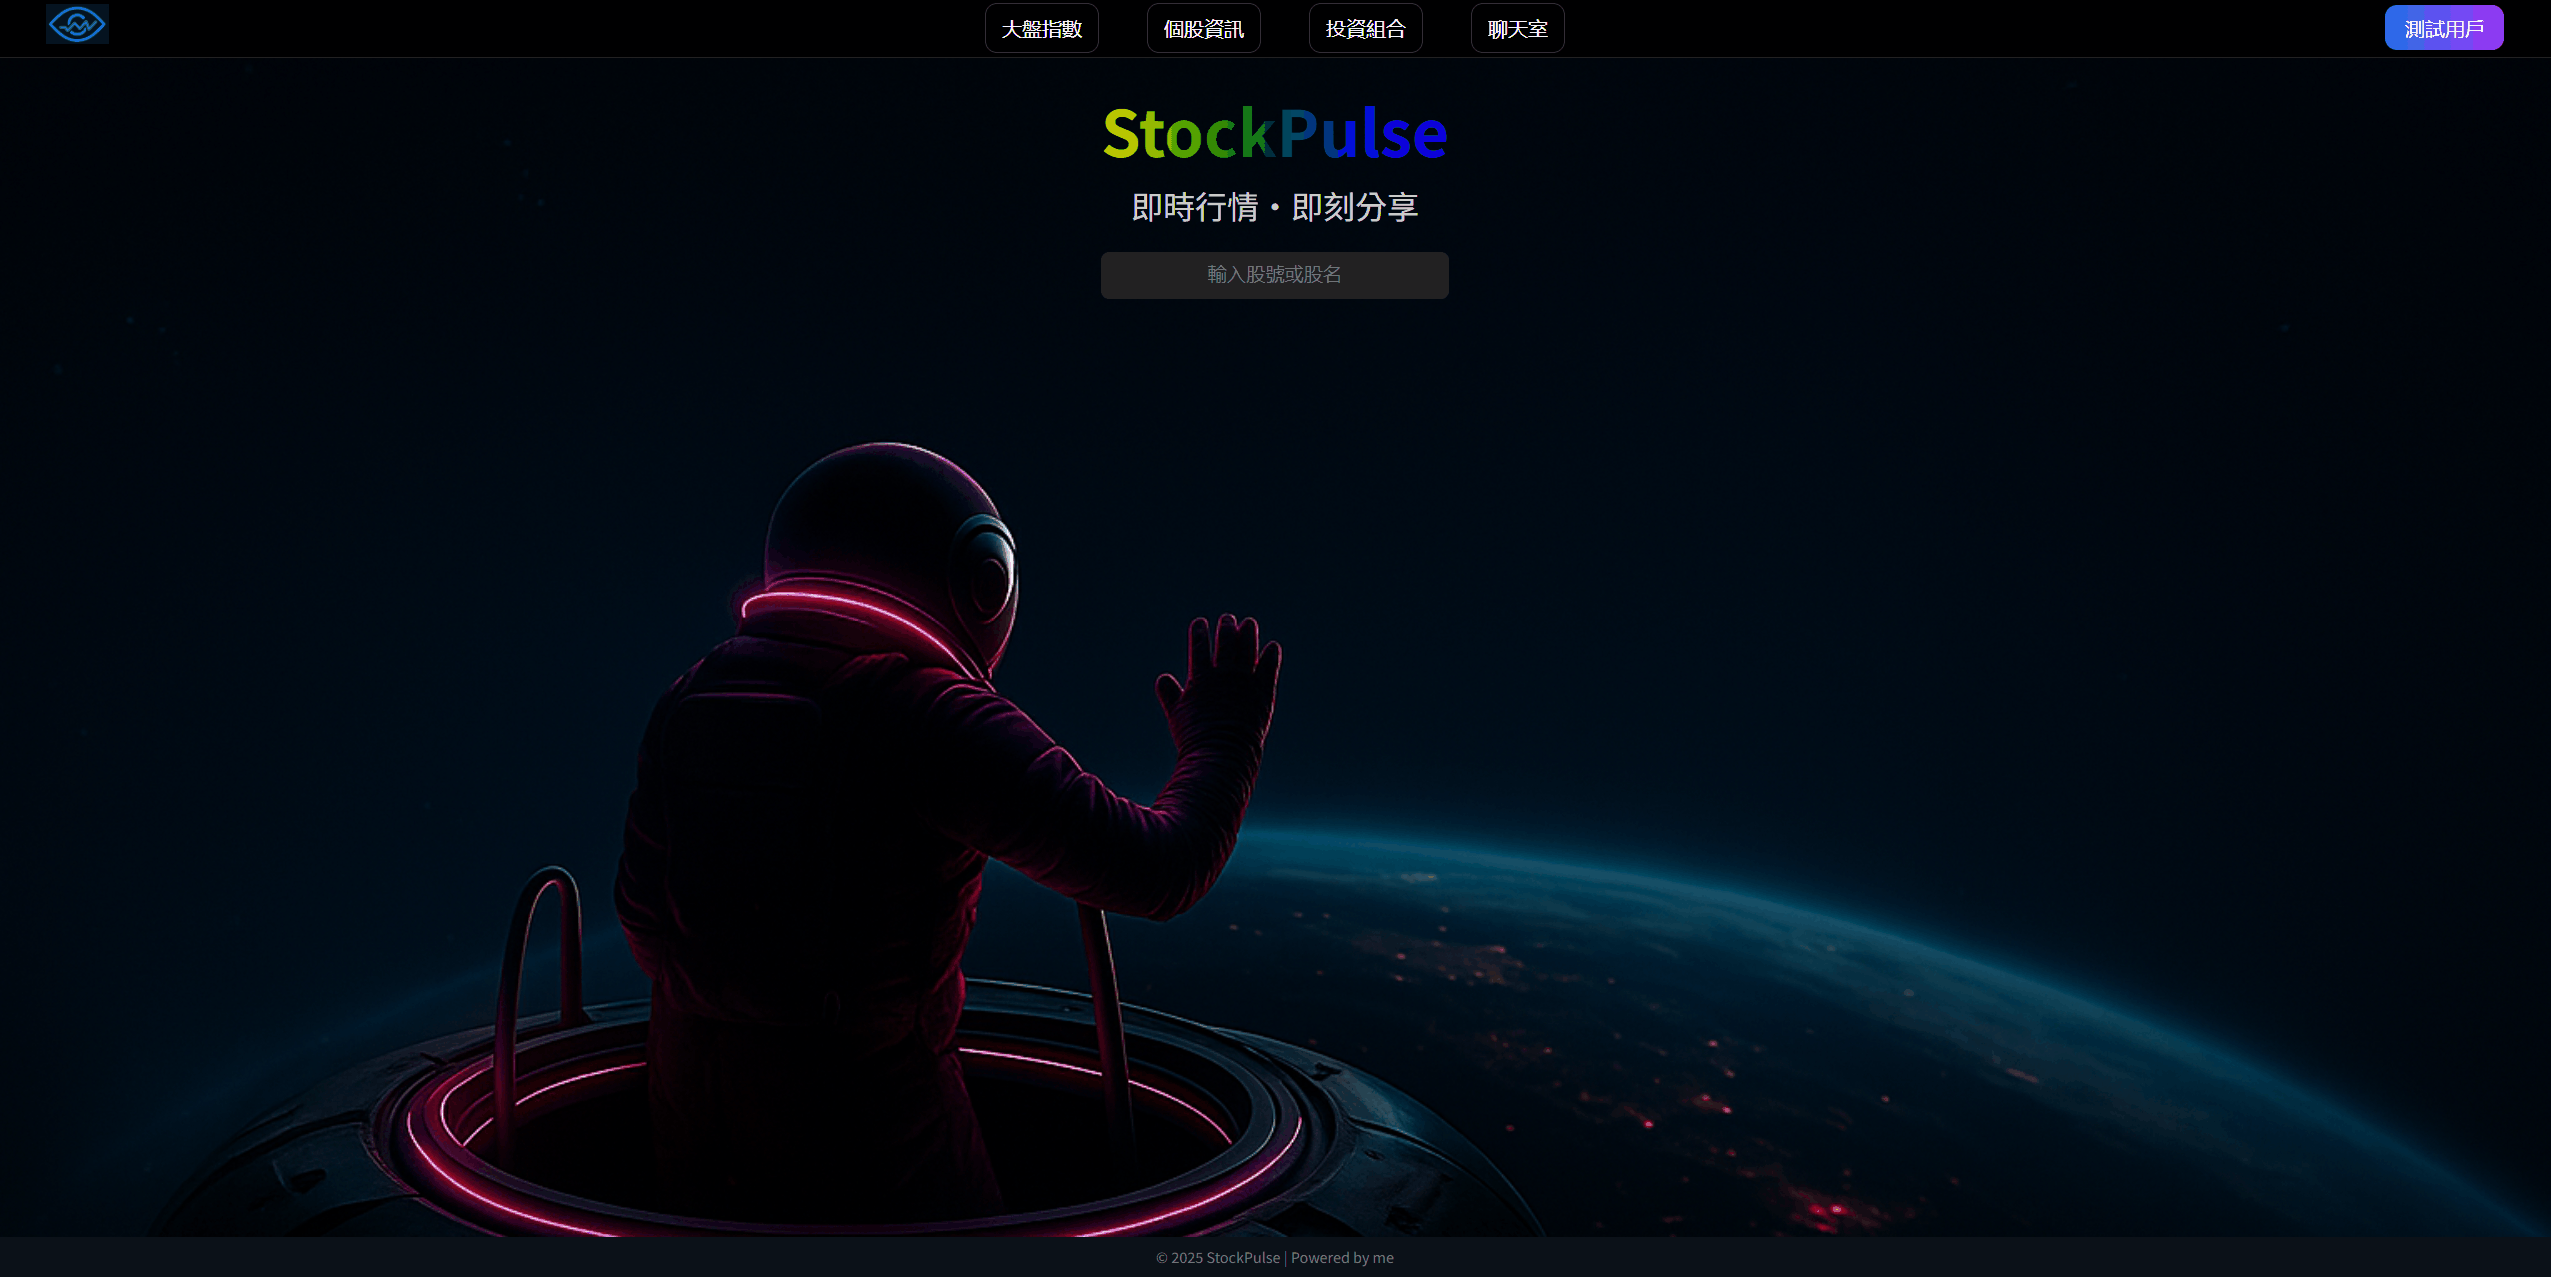 大盤指數
個股資訊
投資組合
聊天室
測試用戶
StockPulse
即時行情・即刻分享
輸入股號或股名
© 2025 StockPulse | Powered by me